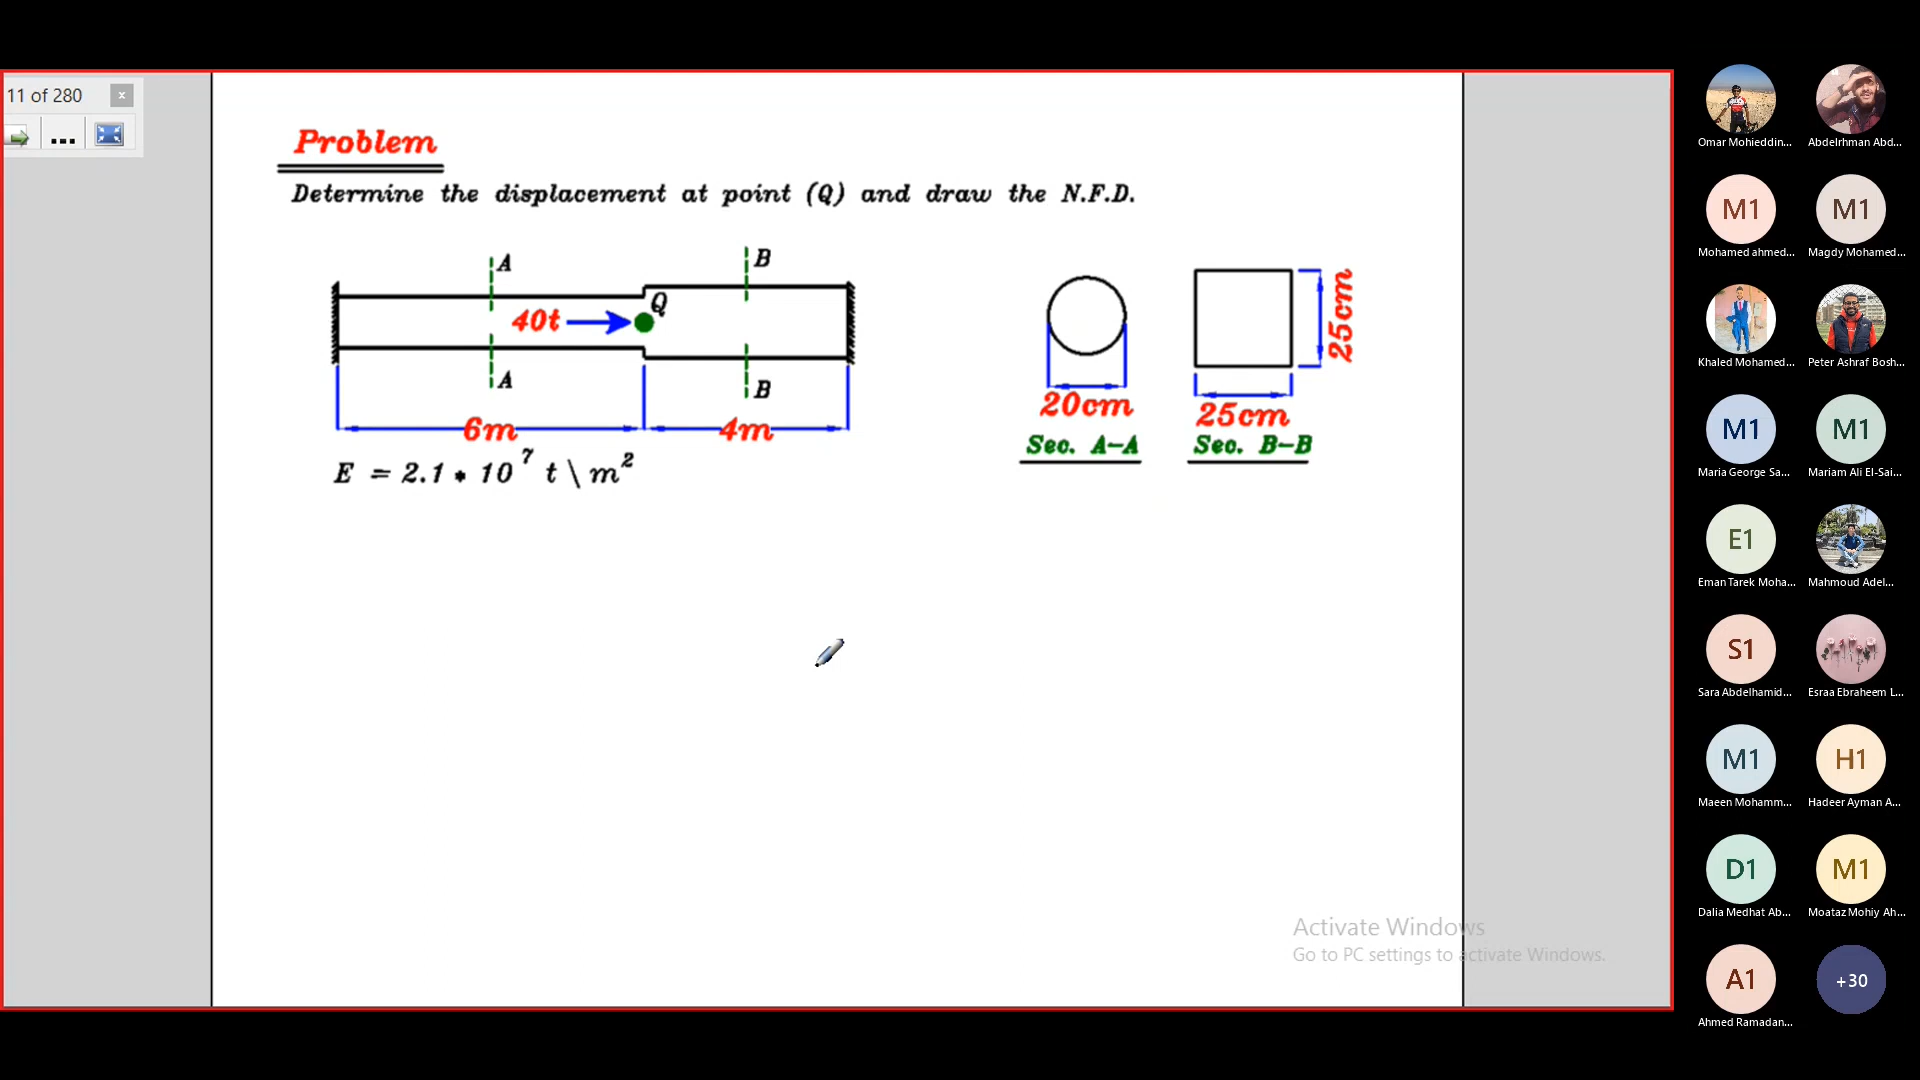 11 of 280
...
Problem
Determine the displacement at point (Q) and draw the N.F.D.
A
B
Q
40t
A
B
6m
4m
E = 2.1 * 10^7 t \ m^2
25cm
20cm
25cm
Sec. A-A
Sec. B-B
Activate Windows
Go to PC settings to activate Windows.
Omar Mohieddin...
Abdelrhman Abd...
M1
M1
Mohamed ahmed...
Magdy Mohamed...
Khaled Mohamed...
Peter Ashraf Bosh...
M1
M1
Maria George Sa...
Mariam Ali El-Sai...
E1
Eman Tarek Moha...
Mahmoud Adel...
S1
Sara Abdelhamid...
Esraa Ebraheem L...
M1
H1
Maeen Mohamm...
Hadeer Ayman A...
D1
M1
Dalia Medhat Ab...
Moataz Mohiy Ah...
A1
+30
Ahmed Ramadan...